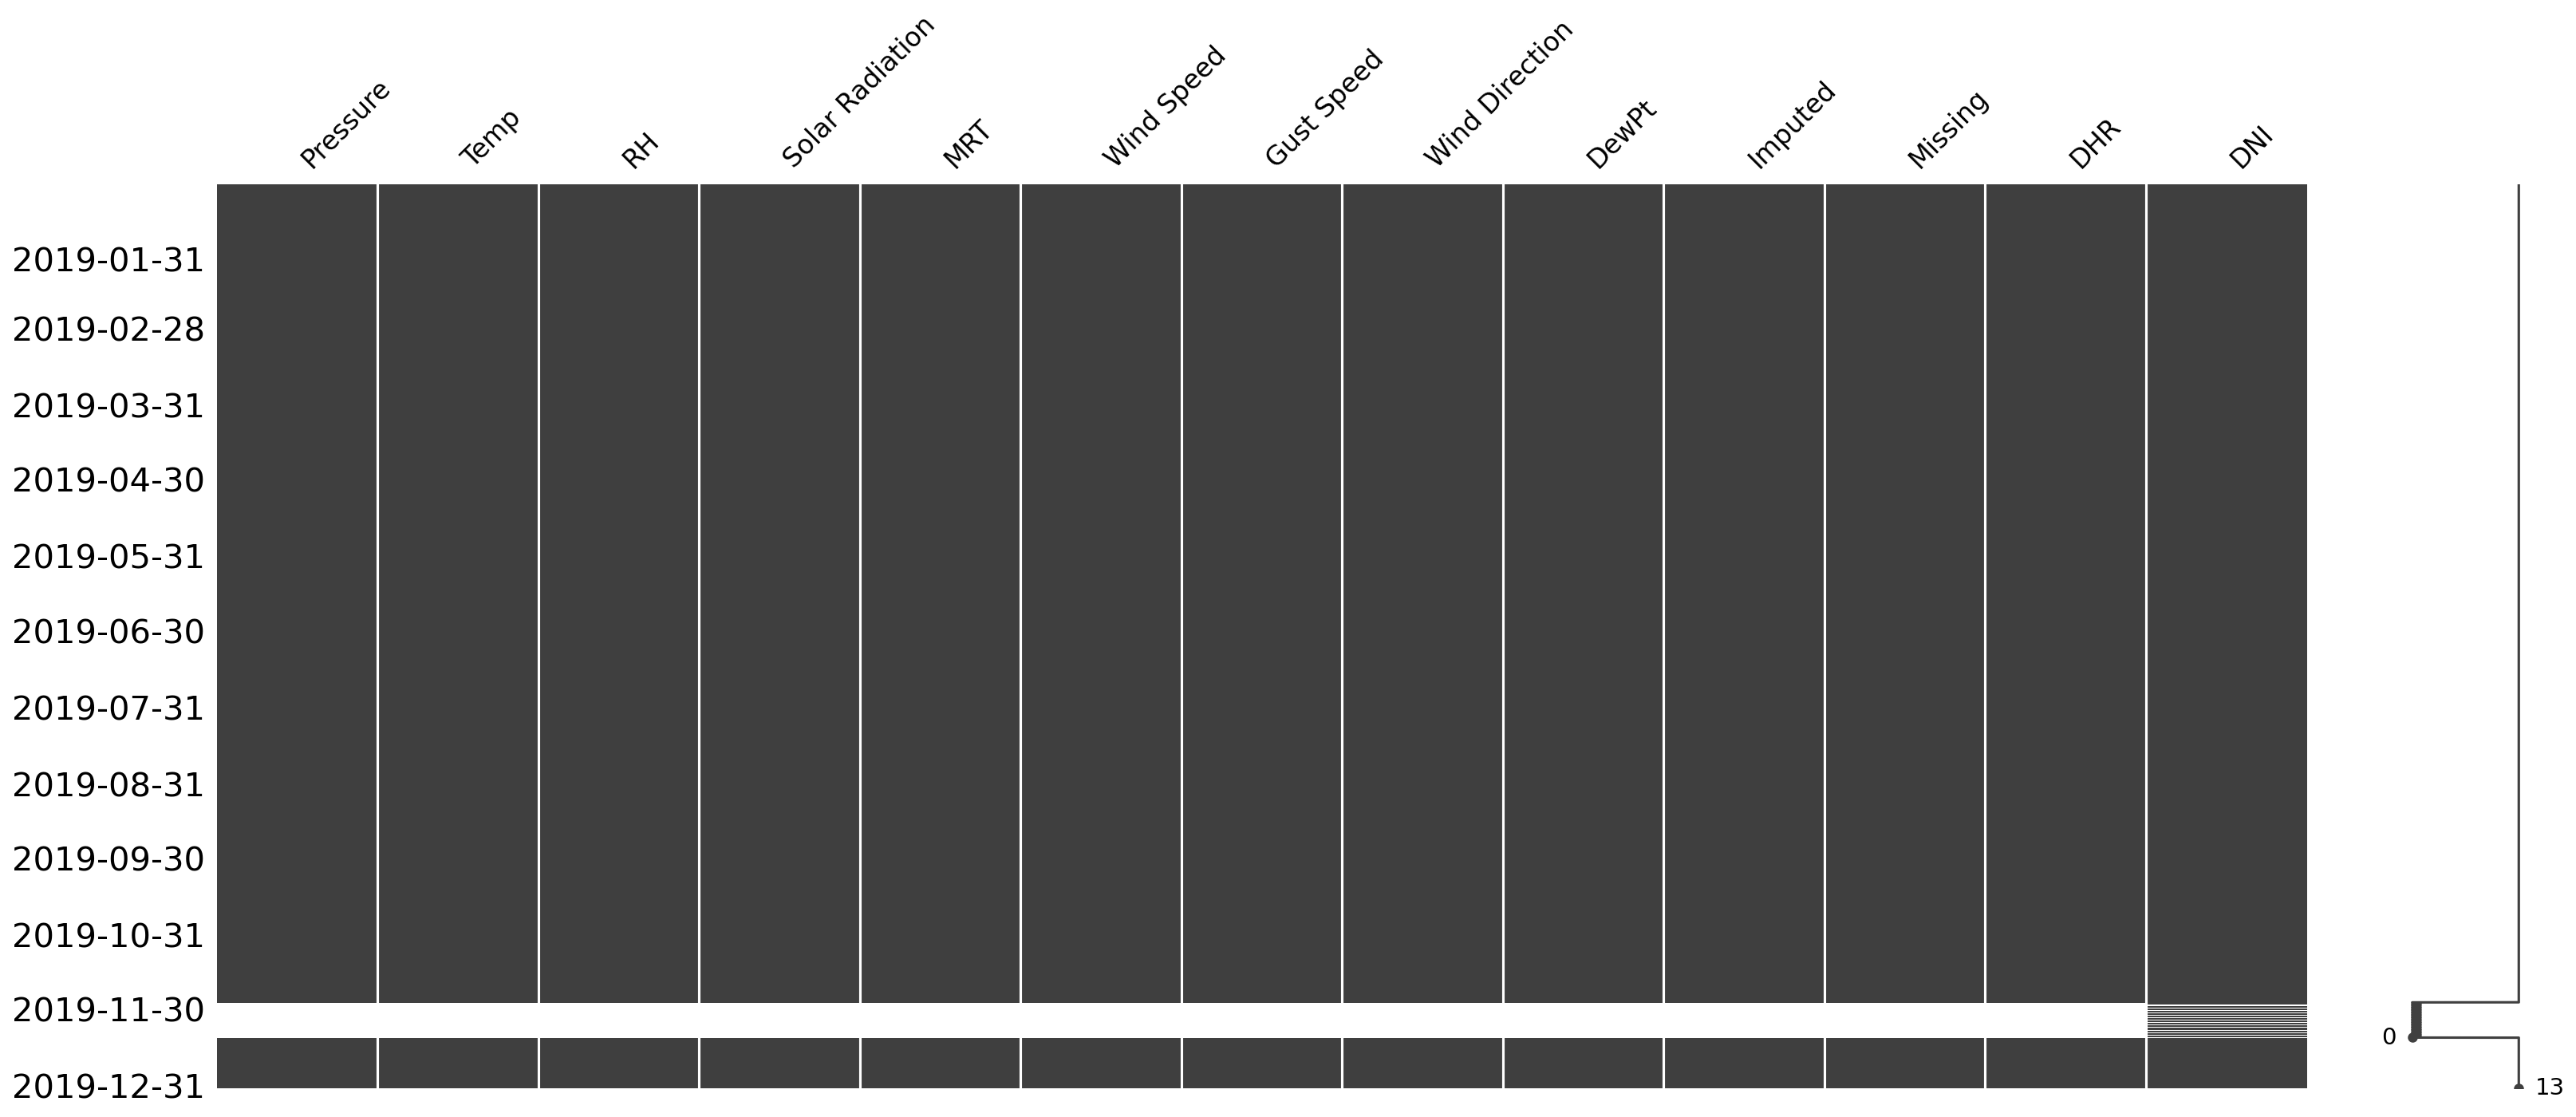 Pressure
Temp
RH
Solar Radiation
MRT
Wind Speed
Gust Speed
Wind Direction
DewPt
Imputed
Missing
DHR
DNI
2019-01-31
2019-02-28
2019-03-31
2019-04-30
2019-05-31
2019-06-30
2019-07-31
2019-08-31
2019-09-30
2019-10-31
2019-11-30
0
2019-12-31
13